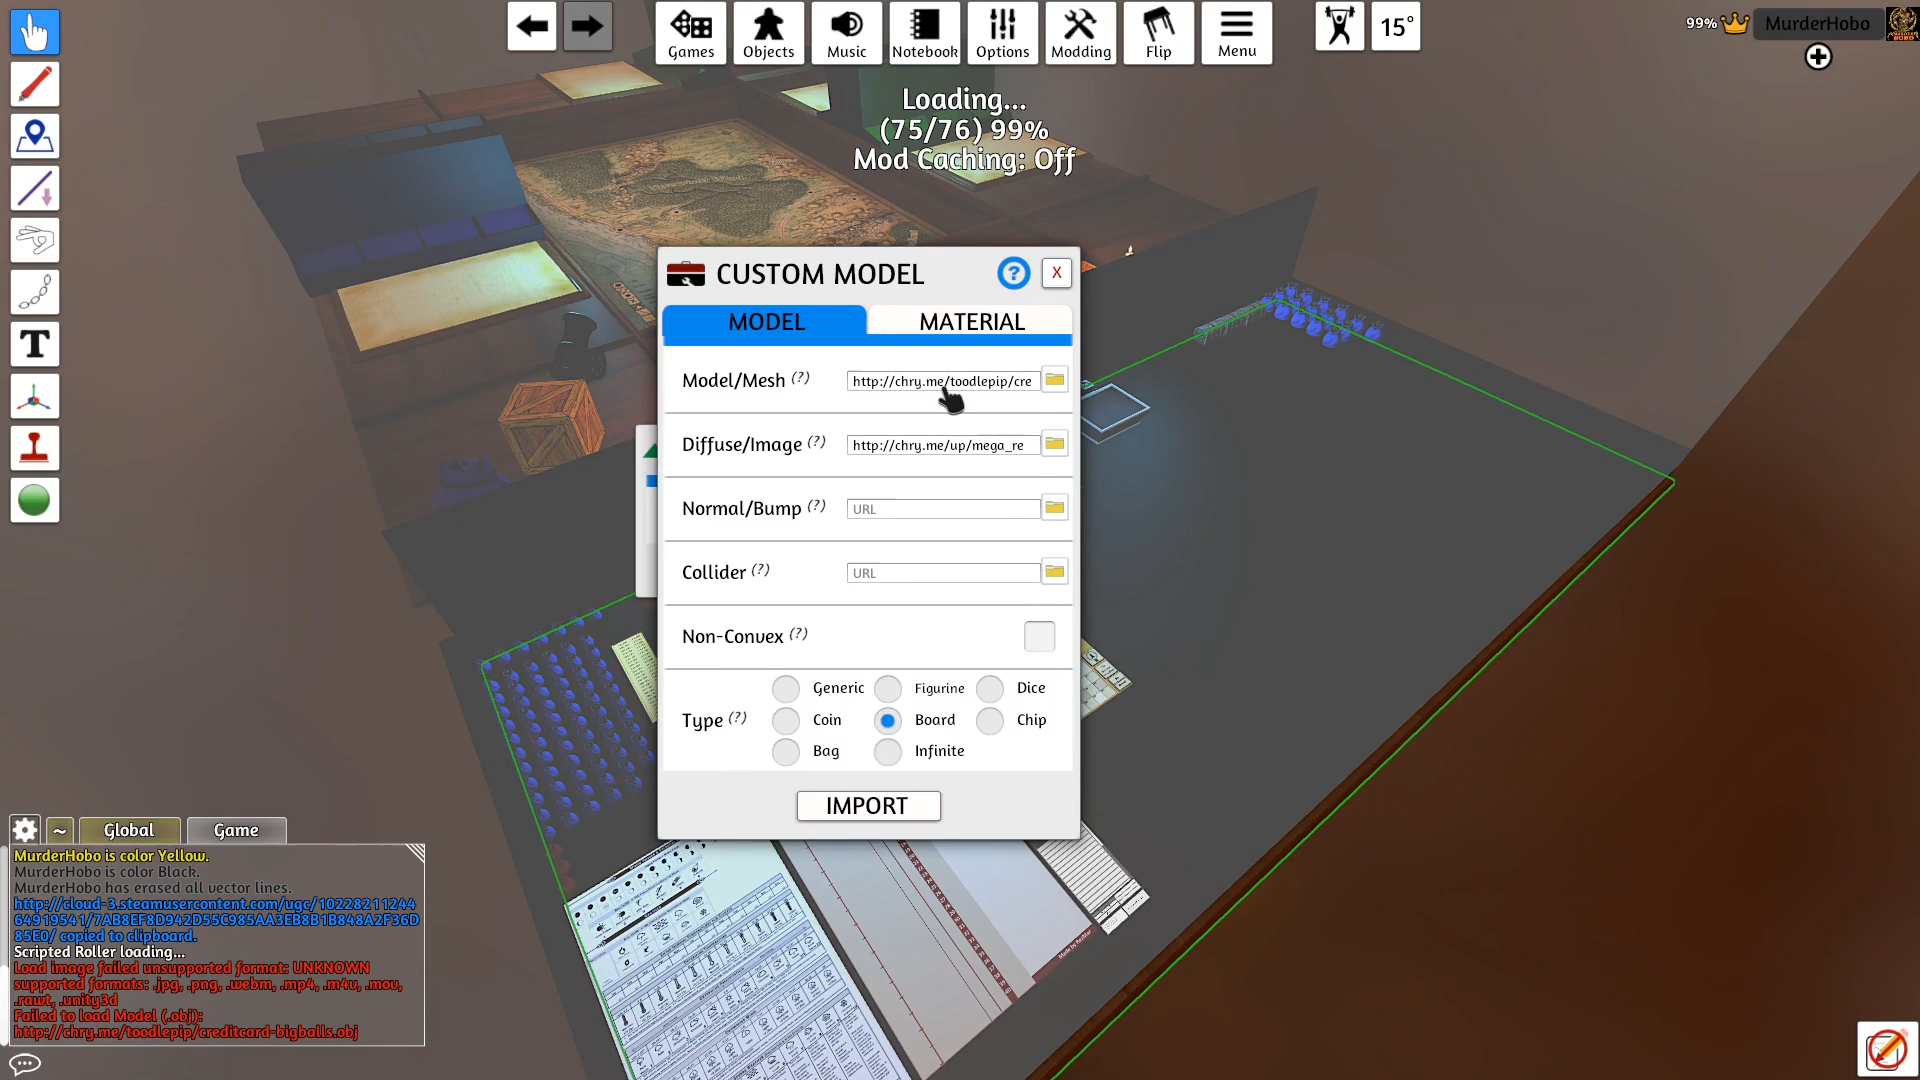 Games
Objects
Music
Notebook
Options
Modding
Flip
Menu
15°
99%
MurderHobo
Loading...
(75/76) 99%
Mod Caching: Off
CUSTOM MODEL
?
X
MODEL
MATERIAL
Model/Mesh (?)
http://chry.me/toodlepip/cre
Diffuse/Image (?)
http://chry.me/up/mega_re
Normal/Bump (?)
URL
Collider (?)
URL
Non-Convex (?)
Type (?)
Generic
Figurine
Dice
Coin
Board
Chip
Bag
Infinite
IMPORT
T
~
Global
Game
MurderHobo is color Yellow.
MurderHobo is color Black.
MurderHobo has erased all vector lines.
http://cloud-3.steamusercontent.com/ugc/10228211244
64919541/7AB8EF8D942D55C985AA3EB8B1B848A2F36D
85E0/ copied to clipboard.
Scripted Roller loading...
Load image failed unsupported format: UNKNOWN
supported formats: .jpg, .png, .webm, .mp4, .m4v, .mov,
.rawt, .unity3d
Failed to load Model (.obj):
http://chry.me/toodlepip/creditcard-bigballs.obj